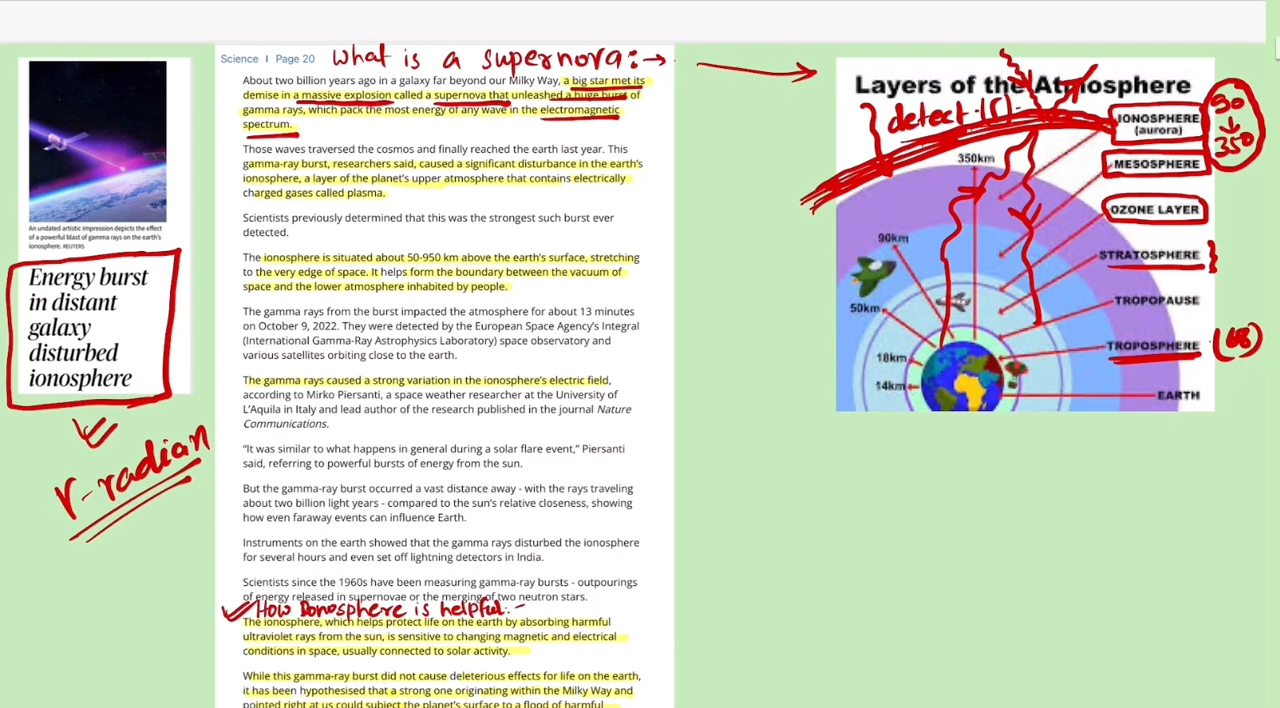 Science | Page 20
What is a supernova:→
About two billion years ago in a galaxy far beyond our Milky Way, a big star met its
demise in a massive explosion called a supernova that unleashed a huge burst of
gamma rays, which pack the most energy of any wave in the electromagnetic
spectrum.
Those waves traversed the cosmos and finally reached the earth last year. This
gamma-ray burst, researchers said, caused a significant disturbance in the earth's
ionosphere, a layer of the planet's upper atmosphere that contains electrically
charged gases called plasma.
Scientists previously determined that this was the strongest such burst ever
detected.
The ionosphere is situated about 50-950 km above the earth's surface, stretching
to the very edge of space. It helps form the boundary between the vacuum of
space and the lower atmosphere inhabited by people.
The gamma rays from the burst impacted the atmosphere for about 13 minutes
on October 9, 2022. They were detected by the European Space Agency's Integral
(International Gamma-Ray Astrophysics Laboratory) space observatory and
various satellites orbiting close to the earth.
The gamma rays caused a strong variation in the ionosphere's electric field,
according to Mirko Piersanti, a space weather researcher at the University of
L'Aquila in Italy and lead author of the research published in the journal Nature
Communications.
"It was similar to what happens in general during a solar flare event," Piersanti
said, referring to powerful bursts of energy from the sun.
But the gamma-ray burst occurred a vast distance away - with the rays traveling
about two billion light years - compared to the sun's relative closeness, showing
how even faraway events can influence Earth.
Instruments on the earth showed that the gamma rays disturbed the ionosphere
for several hours and even set off lightning detectors in India.
Scientists since the 1960s have been measuring gamma-ray bursts - outpourings
of energy released in supernovae or the merging of two neutron stars.
How Ionosphere is helpful:-
The ionosphere, which helps protect life on the earth by absorbing harmful
ultraviolet rays from the sun, is sensitive to changing magnetic and electrical
conditions in space, usually connected to solar activity.
While this gamma-ray burst did not cause deleterious effects for life on the earth,
it has been hypothesised that a strong one originating within the Milky Way and
pointed right at us could subject the planet's surface to a flood of harmful
An undated artistic impression depicts the effect
of a powerful blast of gamma rays on the earth's
ionosphere. REUTERS
Energy burst
in distant
galaxy
disturbed
ionosphere
r-radian
Layers of the Atmosphere
detect
IONOSPHERE
(aurora)
50
↓
350
350km
MESOSPHERE
OZONE LAYER
90km
STRATOSPHERE
TROPOPAUSE
50km
TROPOSPHERE
18km
14km
EARTH